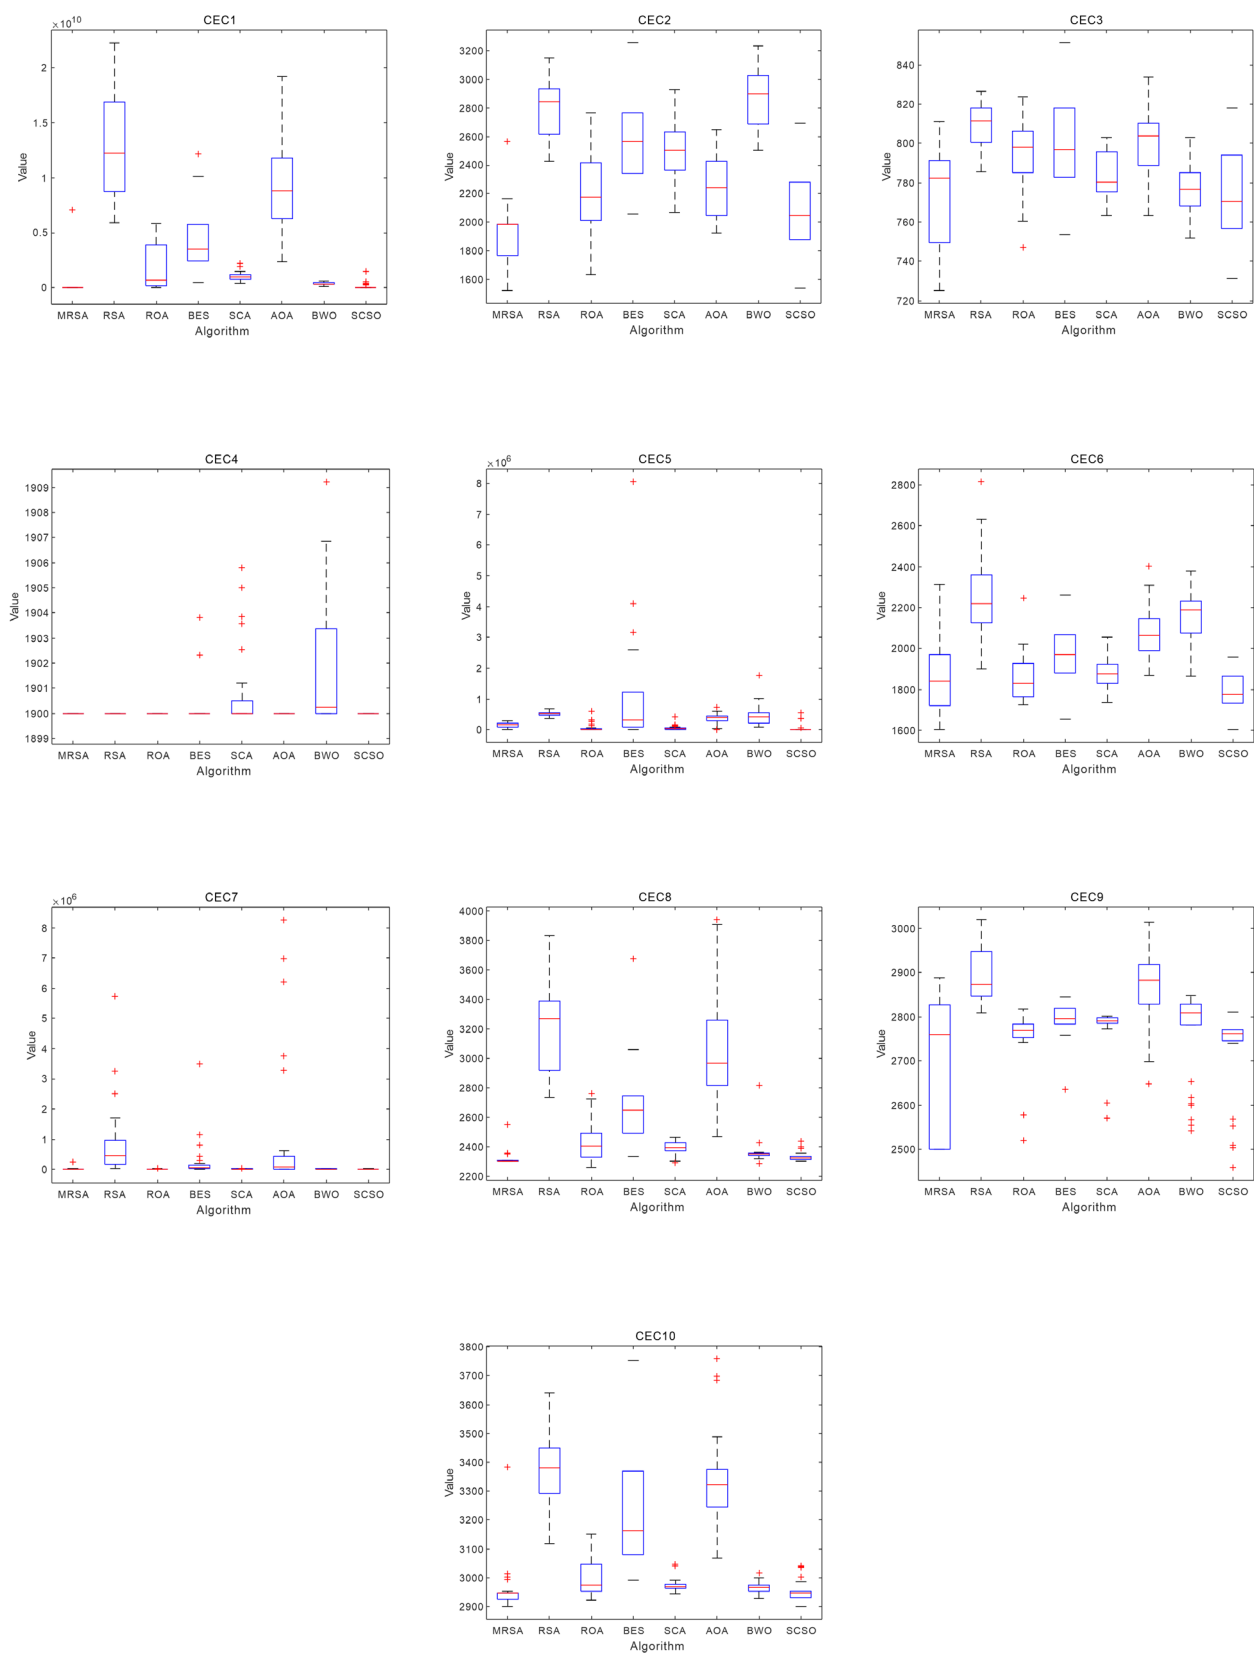 CEC1
×10^10
2
1.5
1
0.5
0
Value
MRSA RSA ROA BES SCA AOA BWO SCSO
Algorithm
CEC2
3200
3000
2800
2600
2400
2200
2000
1800
1600
Value
MRSA RSA ROA BES SCA AOA BWO SCSO
Algorithm
CEC3
840
820
800
780
760
740
720
Value
MRSA RSA ROA BES SCA AOA BWO SCSO
Algorithm
CEC4
1909
1908
1907
1906
1905
1904
1903
1902
1901
1900
1899
Value
MRSA RSA ROA BES SCA AOA BWO SCSO
Algorithm
CEC5
×10^6
8
7
6
5
4
3
2
1
0
Value
MRSA RSA ROA BES SCA AOA BWO SCSO
Algorithm
CEC6
2800
2600
2400
2200
2000
1800
1600
Value
MRSA RSA ROA BES SCA AOA BWO SCSO
Algorithm
CEC7
×10^6
8
7
6
5
4
3
2
1
0
Value
MRSA RSA ROA BES SCA AOA BWO SCSO
Algorithm
CEC8
4000
3800
3600
3400
3200
3000
2800
2600
2400
2200
Value
MRSA RSA ROA BES SCA AOA BWO SCSO
Algorithm
CEC9
3000
2900
2800
2700
2600
2500
Value
MRSA RSA ROA BES SCA AOA BWO SCSO
Algorithm
CEC10
3800
3700
3600
3500
3400
3300
3200
3100
3000
2900
Value
MRSA RSA ROA BES SCA AOA BWO SCSO
Algorithm